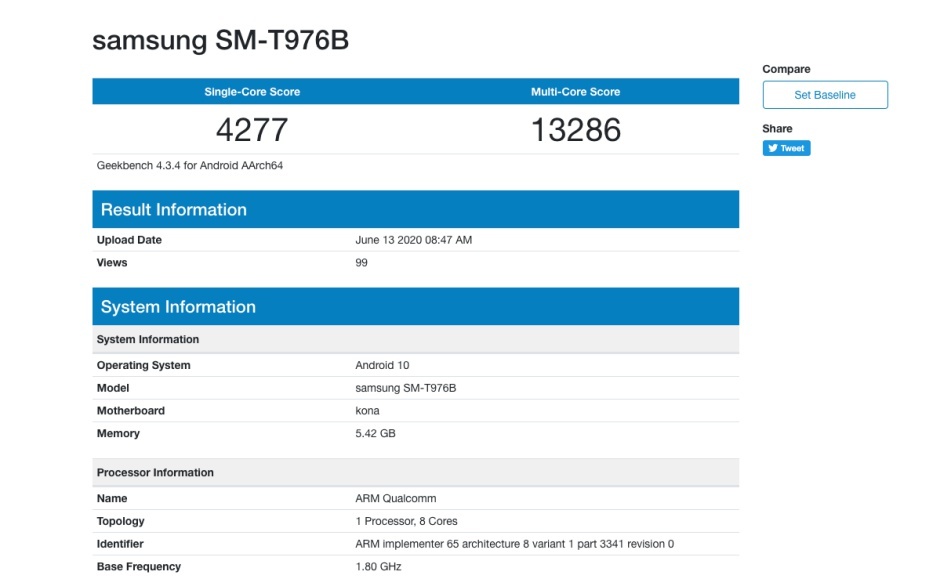 samsung SM-T976B
Compare
Single-Core Score Multi-Core Score
Set Baseline
4277 13286
Share
Tweet
Geekbench 4.3.4 for Android AArch64
Result Information
Upload Date June 13 2020 08:47 AM
Views 99
System Information
System Information
Operating System Android 10
Model samsung SM-T976B
Motherboard kona
Memory 5.42 GB
Processor Information
Name ARM Qualcomm
Topology 1 Processor, 8 Cores
Identifier ARM implementer 65 architecture 8 variant 1 part 3341 revision 0
Base Frequency 1.80 GHz